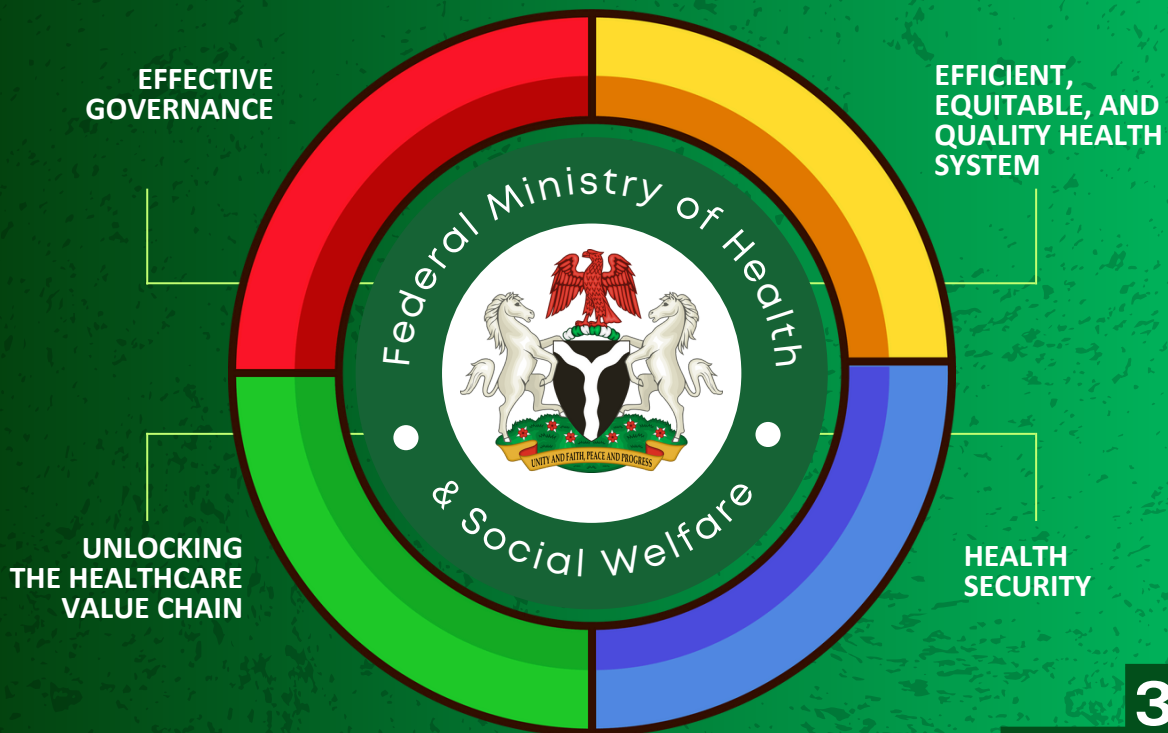 EFFECTIVE
GOVERNANCE
EFFICIENT,
EQUITABLE, AND
QUALITY HEALTH
SYSTEM
Federal Ministry of Health
& Social Welfare
UNITY AND FAITH, PEACE AND PROGRESS
UNLOCKING
THE HEALTHCARE
VALUE CHAIN
HEALTH
SECURITY
3